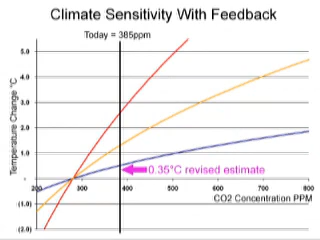 Climate Sensitivity With Feedback
Today = 385ppm
Temperature Change °C
5.0
4.0
3.0
2.0
1.0
-
(1.0)
(2.0)
0.35°C revised estimate
200 300 400 500 600 700 800
CO2 Concentration PPM